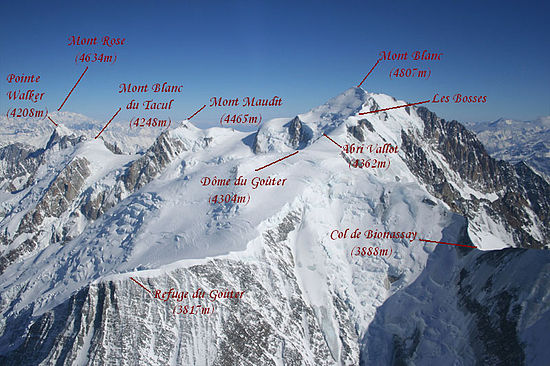 Mont Rose
(4634m)
Mont Blanc
(4807m)
Pointe
Walker
(4208m)
Mont Blanc
du Tacul
(4248m)
Mont Maudit
(4465m)
Les Bosses
Abri Vallot
(4362m)
Dôme du Goûter
(4304m)
Col de Bionassay
(3888m)
Refuge du Goûter
(3817m)